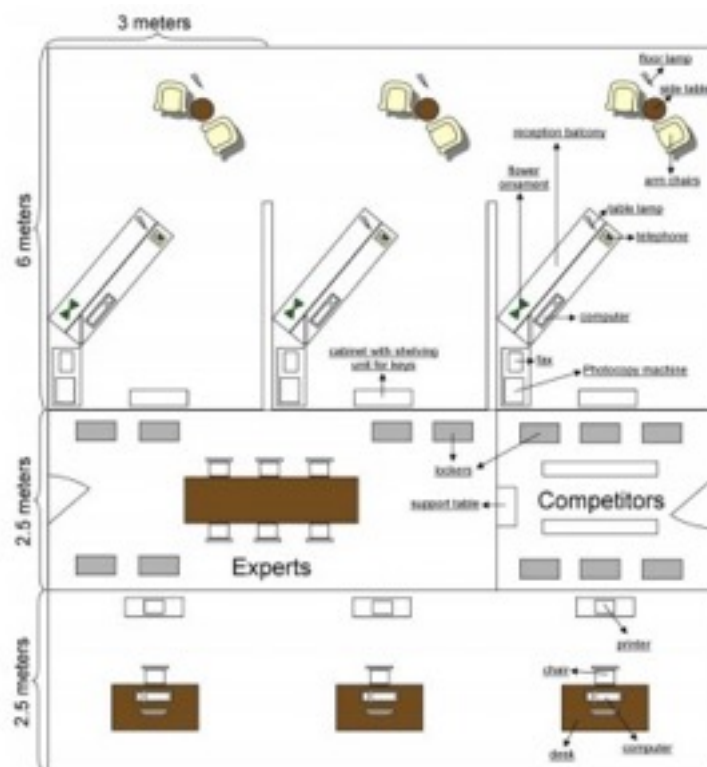 3 meters
floor lamp
side table
reception balcony
flower
ornament
arm chairs
table lamp
telephone
6 meters
computer
cabinet with shelving
unit for keys
fax
Photocopy machine
lockers
support table
Competitors
2.5 meters
Experts
printer
chair
2.5 meters
desk
computer